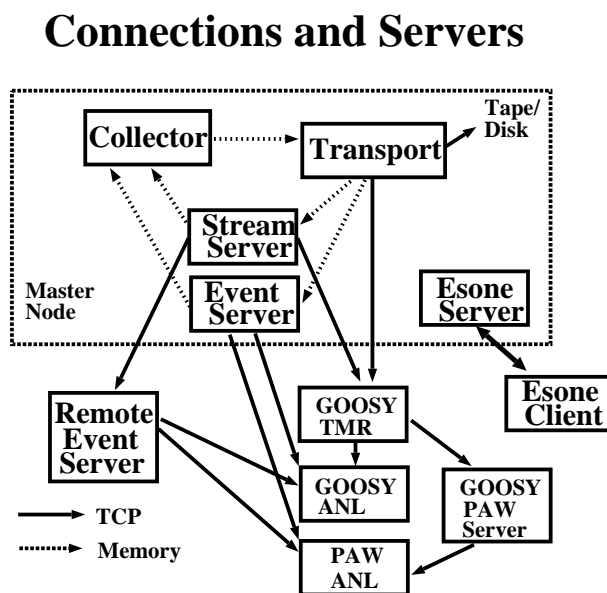 Connections and Servers
Tape/
Disk
Collector
Transport
Stream
Server
Event
Server
Master
Node
Esone
Server
Esone
Client
Remote
Event
Server
GOOSY
TMR
GOOSY
ANL
GOOSY
PAW
Server
PAW
ANL
TCP
Memory